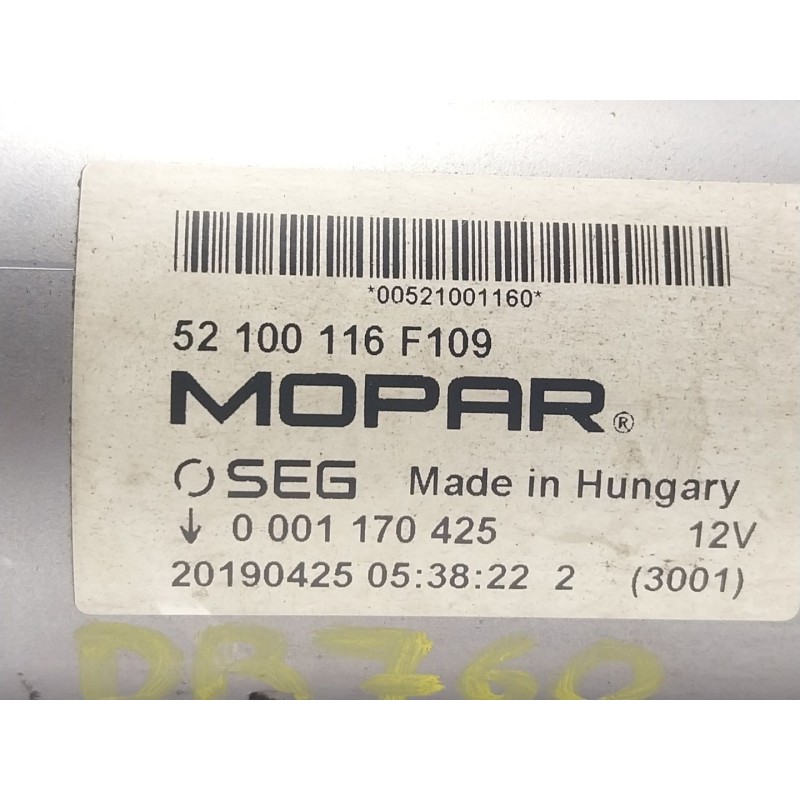 *00521001160*
52 100 116 F109
MOPAR®
SEG Made in Hungary
↓ 0 001 170 425 12V
20190425 05:38:22 2 (3001)
DB760